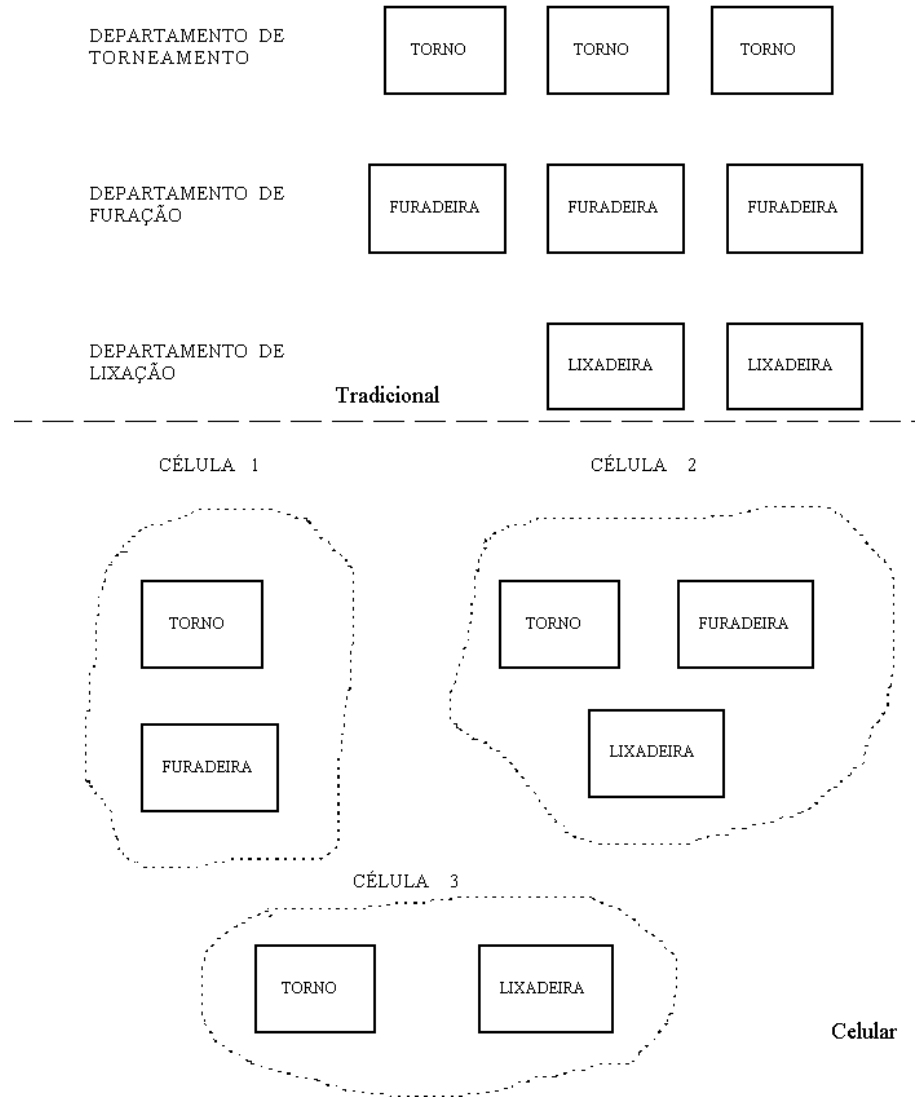 DEPARTAMENTO DE
TORNEAMENTO
TORNO TORNO TORNO
DEPARTAMENTO DE
FURAÇÃO
FURADEIRA FURADEIRA FURADEIRA
DEPARTAMENTO DE
LIXAÇÃO
LIXADEIRA LIXADEIRA
Tradicional
CÉLULA 1
CÉLULA 2
TORNO
FURADEIRA
TORNO FURADEIRA
LIXADEIRA
CÉLULA 3
TORNO LIXADEIRA
Celular